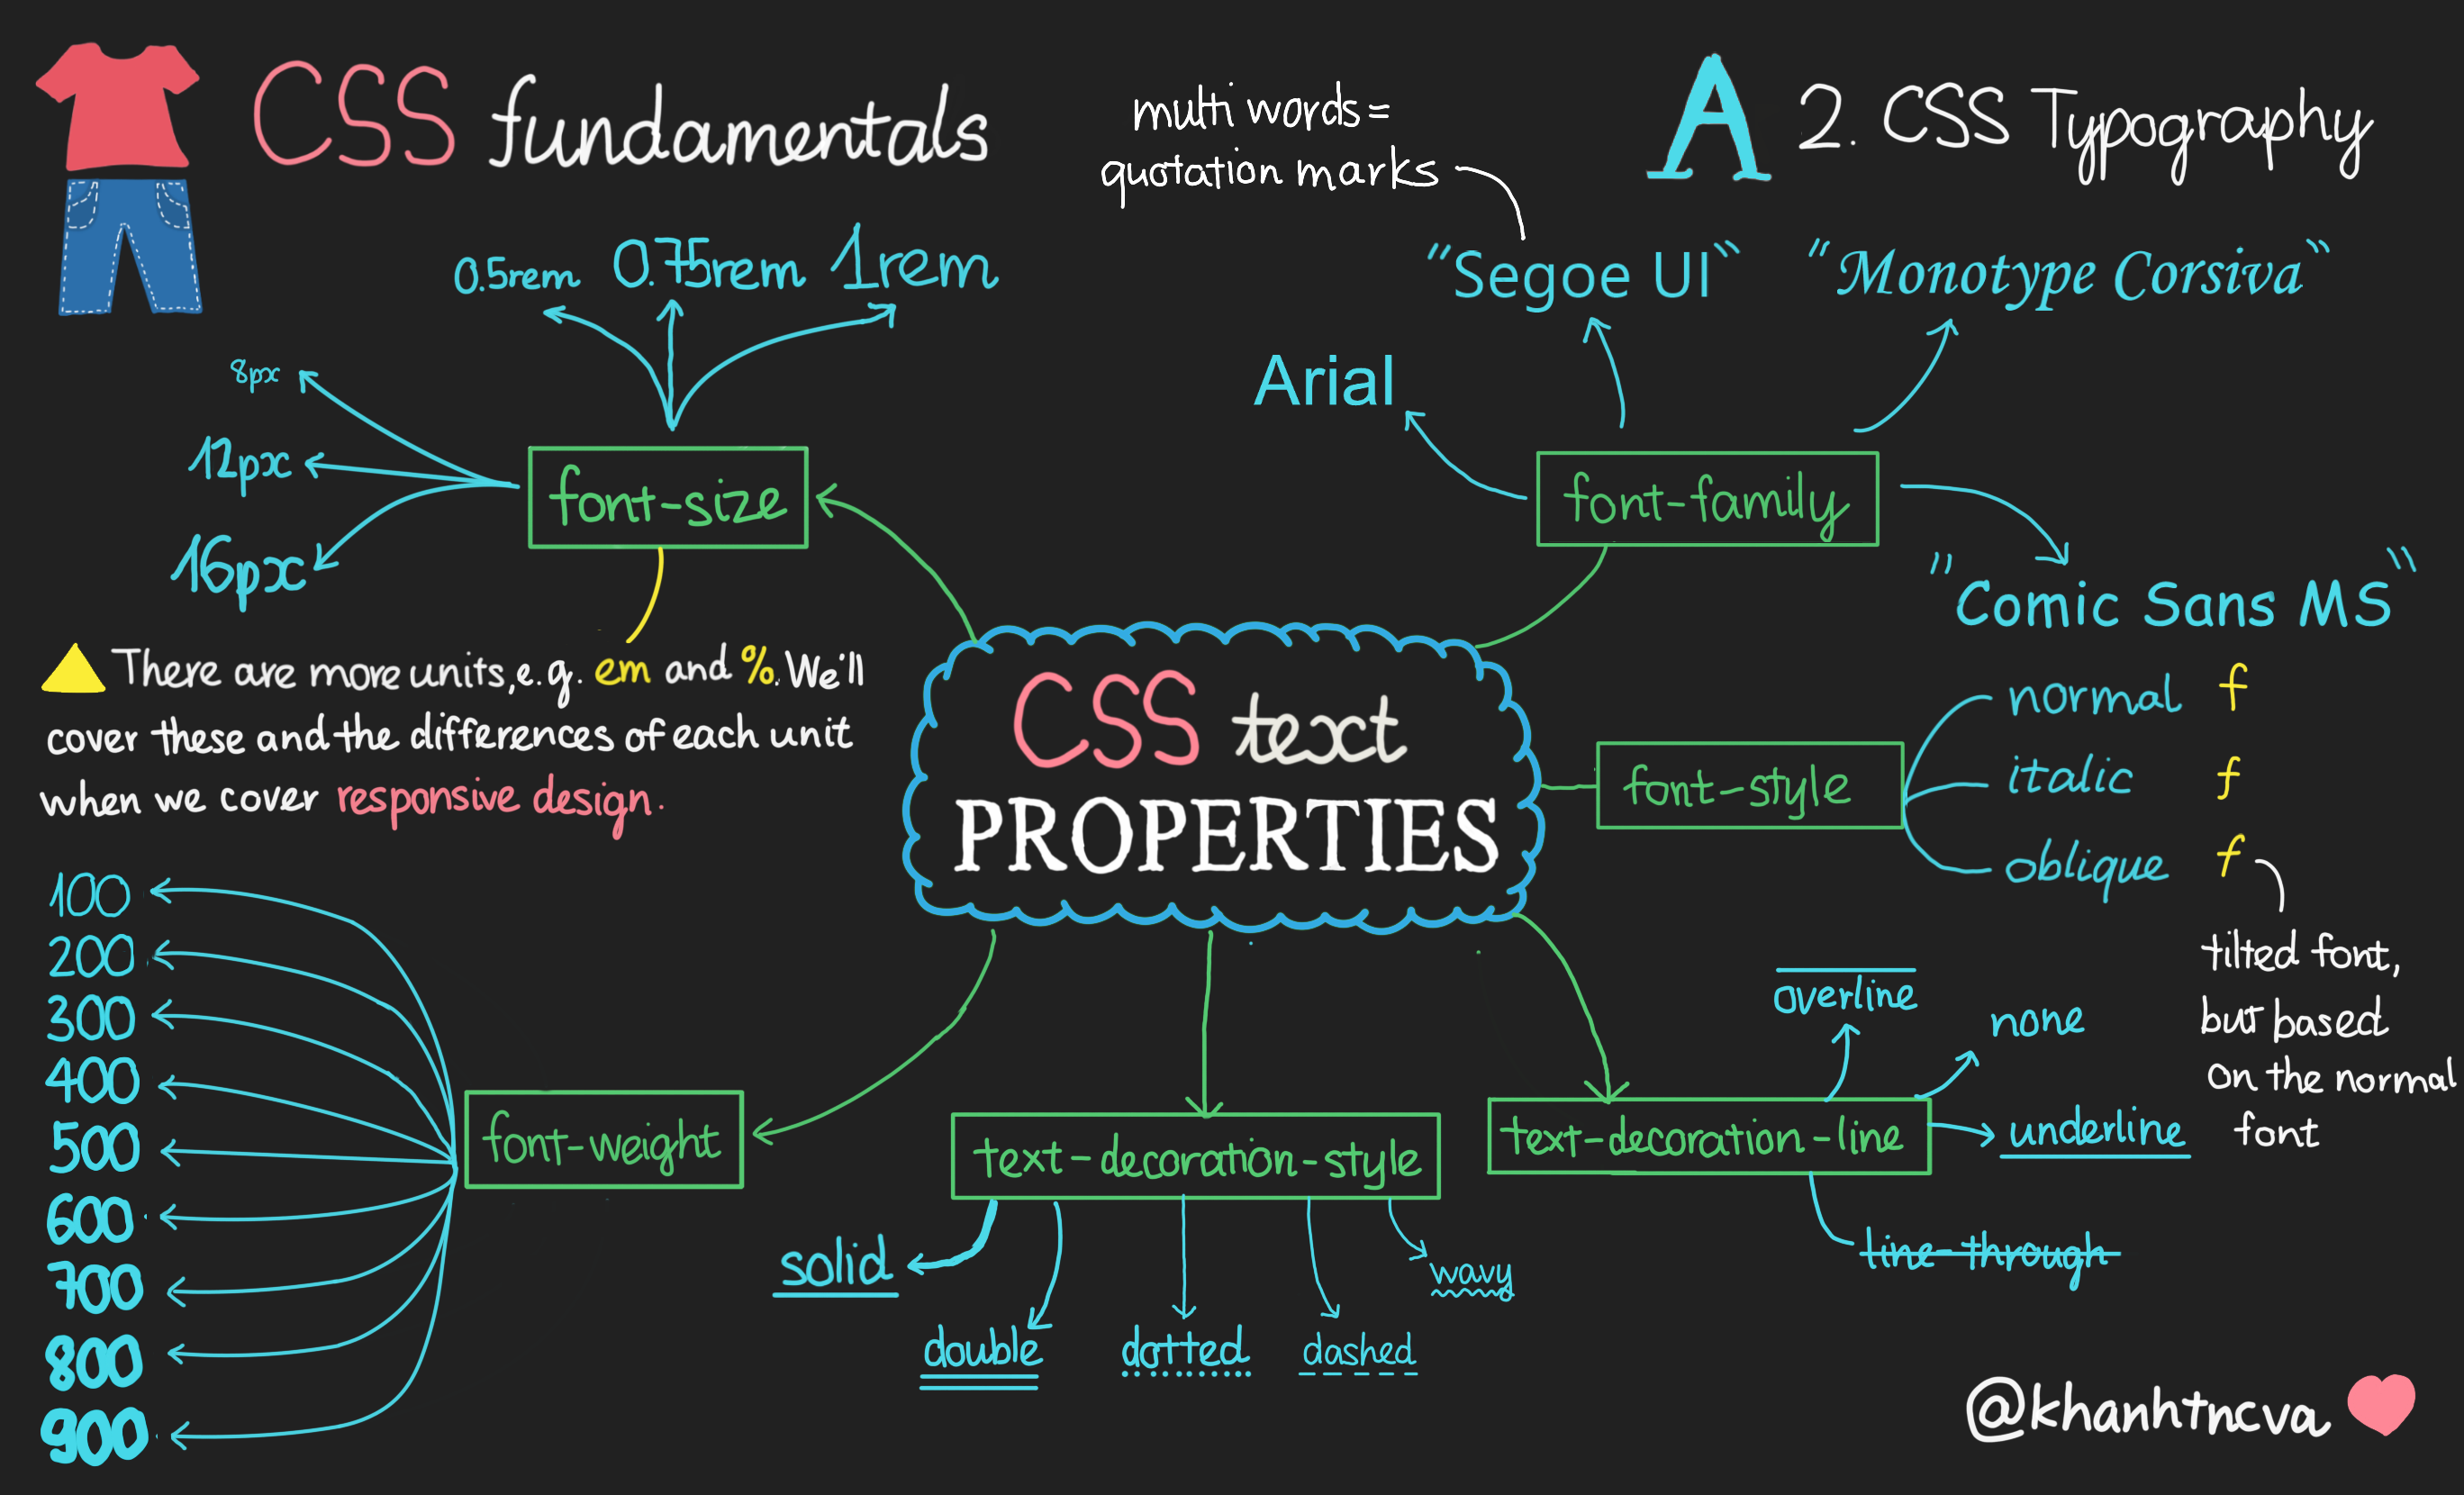 CSS fundamentals
multi words=
quotation marks
A 2. CSS Typography
0.5rem 0.75rem 1rem
"Segoe UI" "Monotype Corsiva"
8px
12px
16px
Arial
font-size
font-family
"Comic Sans MS"
There are more units, e.g. em and %. We'll
cover these and the differences of each unit
when we cover responsive design.
CSS text
PROPERTIES
font-style
normal f
italic f
oblique f
tilted font,
but based
on the normal
font
100
200
300
400
500
600
700
800
900
font-weight
text-decoration-style
solid
double
dotted
dashed
wavy
text-decoration-line
overline
none
underline
line-through
@khanhtncva